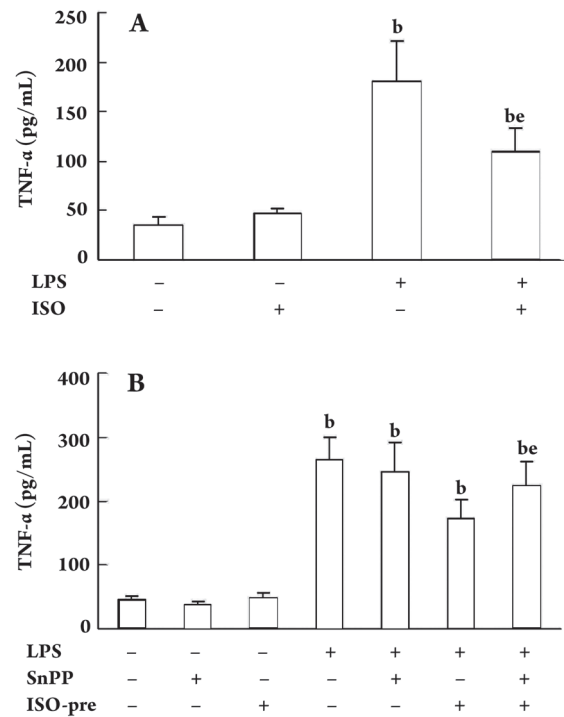 A
250
200
150
100
50
0
TNF-α (pg/mL)
b
be
LPS – – + +
ISO – + – +
B
400
300
200
100
0
TNF-α (pg/mL)
b
b
b
be
LPS – – – + + + +
SnPP – + – – + – +
ISO-pre – – + – – + +